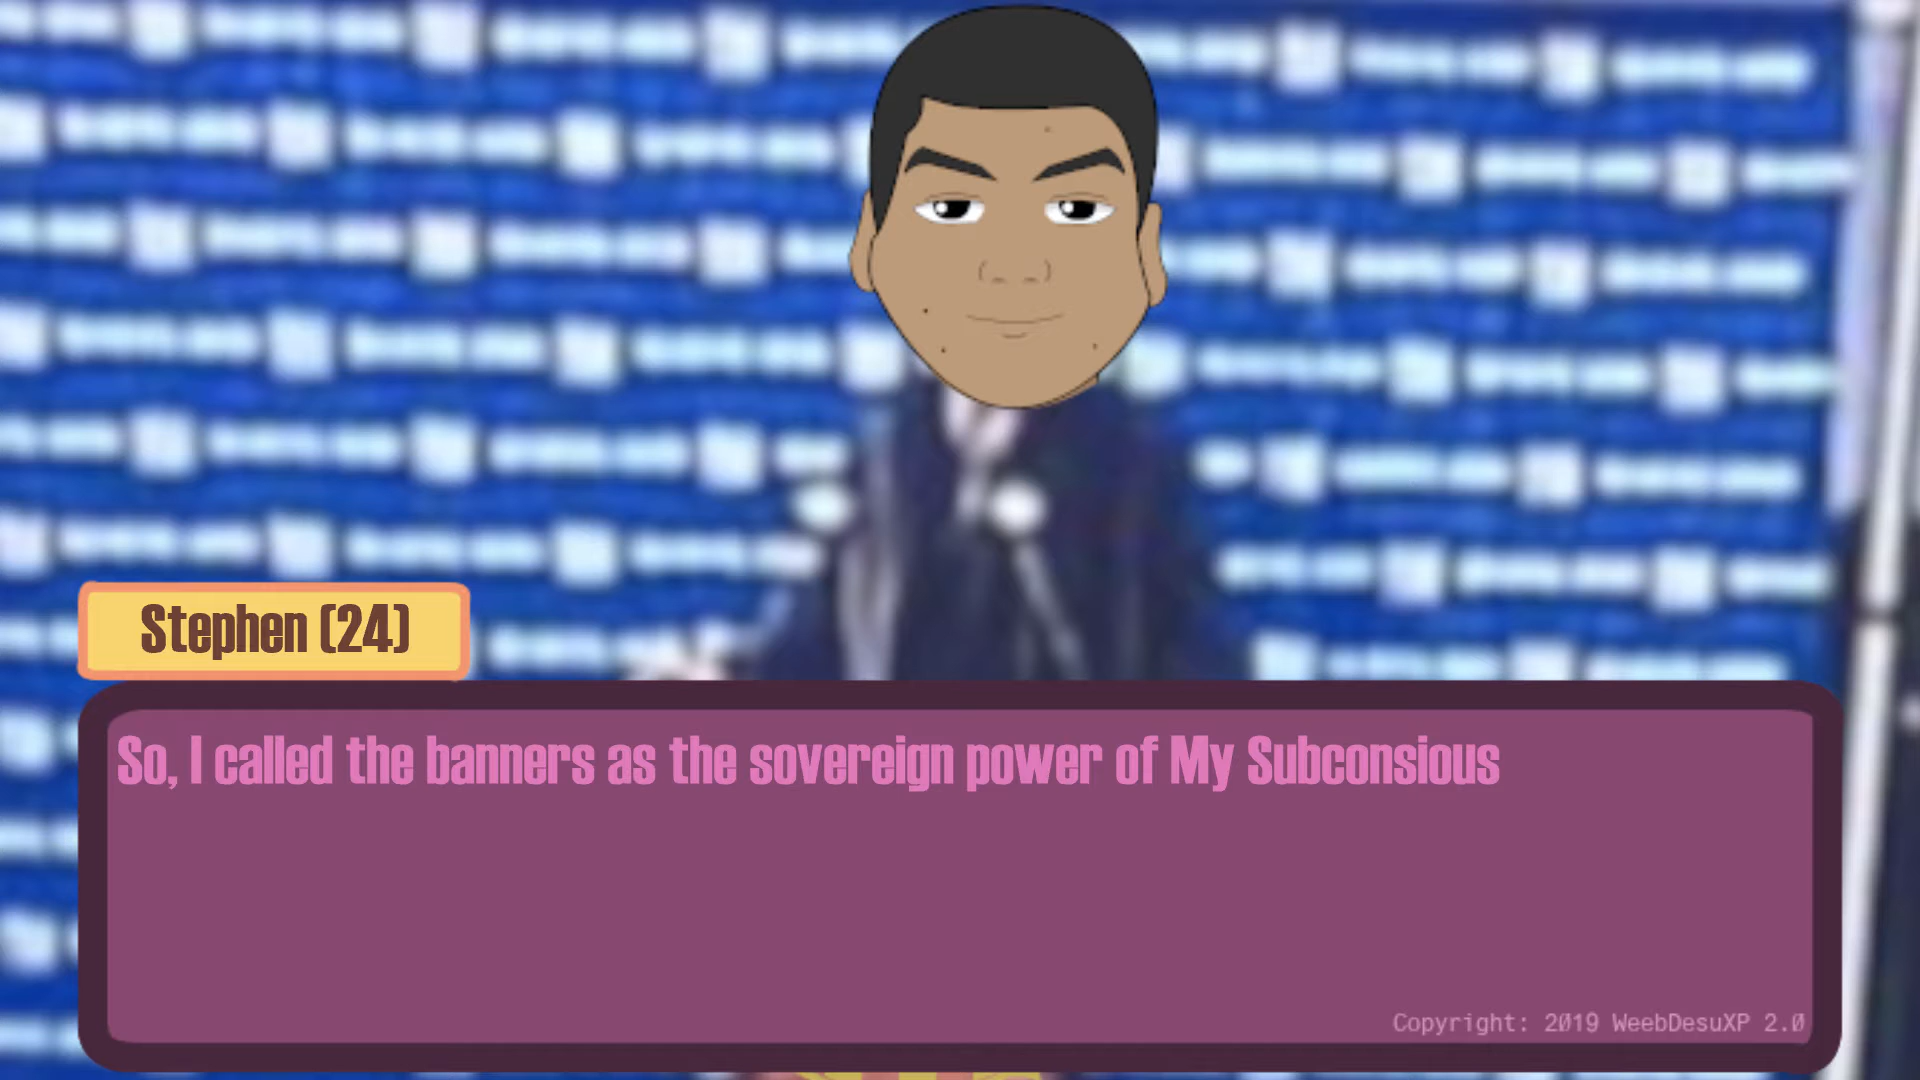 Stephen (24)
So, I called the banners as the sovereign power of My Subconsious
Copyright: 2019 WeebDesuXP 2.0